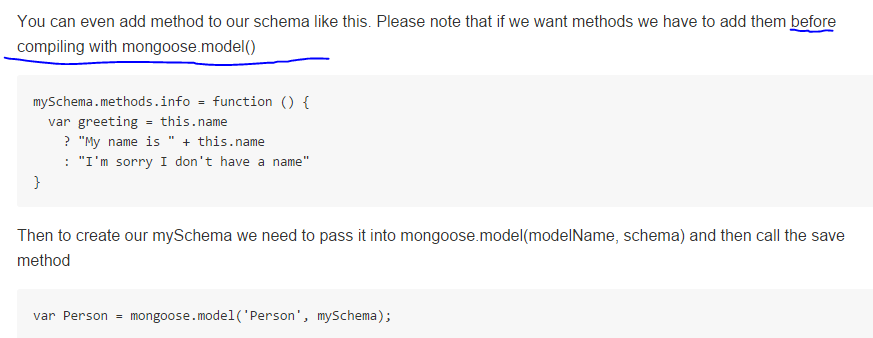 You can even add method to our schema like this. Please note that if we want methods we have to add them before
compiling with mongoose.model()
mySchema.methods.info = function () {
  var greeting = this.name
    ? "My name is " + this.name
    : "I'm sorry I don't have a name"
}
Then to create our mySchema we need to pass it into mongoose.model(modelName, schema) and then call the save
method
var Person = mongoose.model('Person', mySchema);